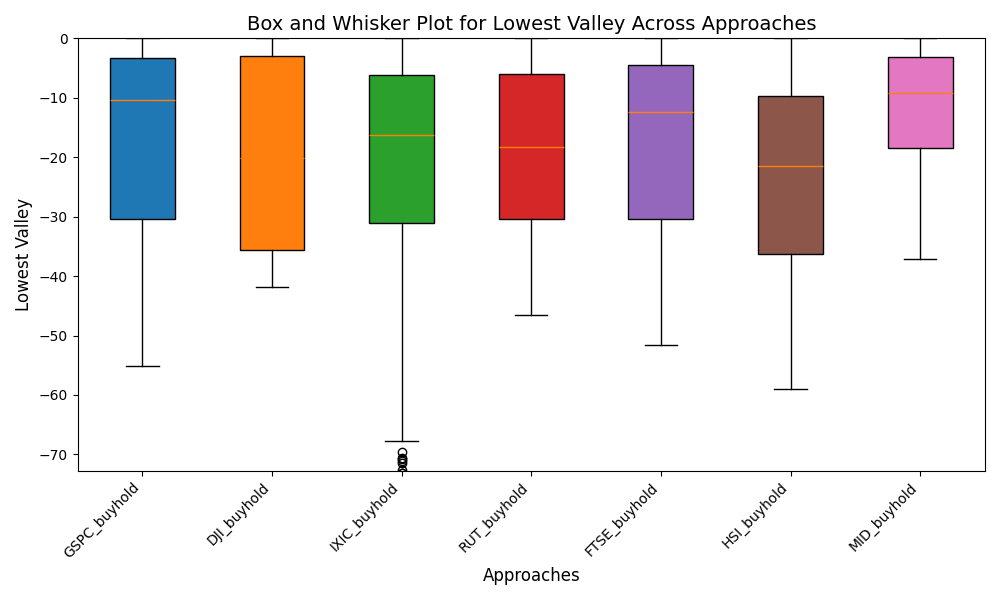 Box and Whisker Plot for Lowest Valley Across Approaches
Lowest Valley
0
−10
−20
−30
−40
−50
−60
−70
GSPC_buyhold
DJI_buyhold
IXIC_buyhold
RUT_buyhold
FTSE_buyhold
HSI_buyhold
MID_buyhold
Approaches